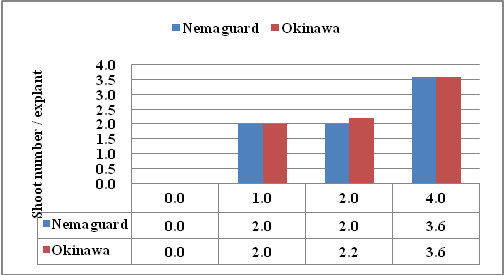 Nemaguard Okinawa
Shoot number / explant
4.0
3.5
3.0
2.5
2.0
1.5
1.0
0.5
0.0
0.0 1.0 2.0 4.0
Nemaguard 0.0 2.0 2.0 3.6
Okinawa 0.0 2.0 2.2 3.6